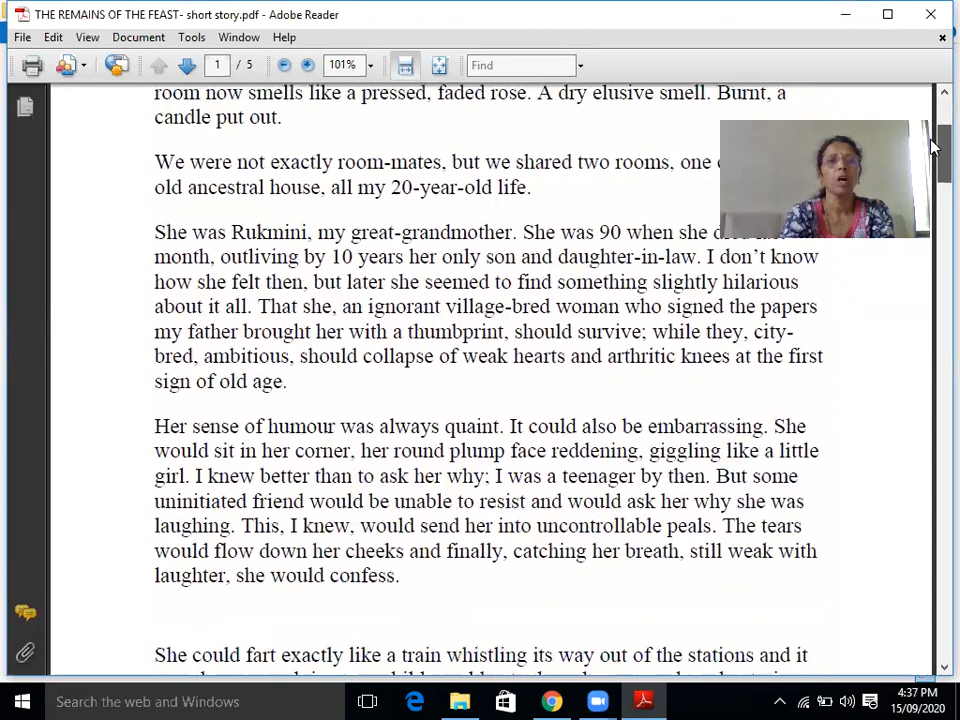 THE REMAINS OF THE FEAST- short story.pdf - Adobe Reader
File Edit View Document Tools Window Help
1 / 5 101% Find
room now smells like a pressed, faded rose. A dry elusive smell. Burnt, a
candle put out.
We were not exactly room-mates, but we shared two rooms, one
old ancestral house, all my 20-year-old life.
She was Rukmini, my great-grandmother. She was 90 when she
month, outliving by 10 years her only son and daughter-in-law. I don't know
how she felt then, but later she seemed to find something slightly hilarious
about it all. That she, an ignorant village-bred woman who signed the papers
my father brought her with a thumbprint, should survive; while they, city-
bred, ambitious, should collapse of weak hearts and arthritic knees at the first
sign of old age.
Her sense of humour was always quaint. It could also be embarrassing. She
would sit in her corner, her round plump face reddening, giggling like a little
girl. I knew better than to ask her why; I was a teenager by then. But some
uninitiated friend would be unable to resist and would ask her why she was
laughing. This, I knew, would send her into uncontrollable peals. The tears
would flow down her cheeks and finally, catching her breath, still weak with
laughter, she would confess.
She could fart exactly like a train whistling its way out of the stations and it
Search the web and Windows
4:37 PM
15/09/2020